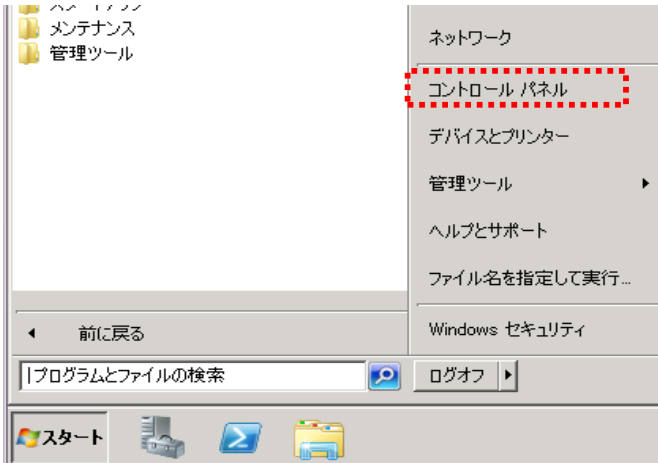 メンテナンス
管理ツール
前に戻る
プログラムとファイルの検索
スタート
ネットワーク
コントロール パネル
デバイスとプリンター
管理ツール
ヘルプとサポート
ファイル名を指定して実行...
Windows セキュリティ
ログオフ